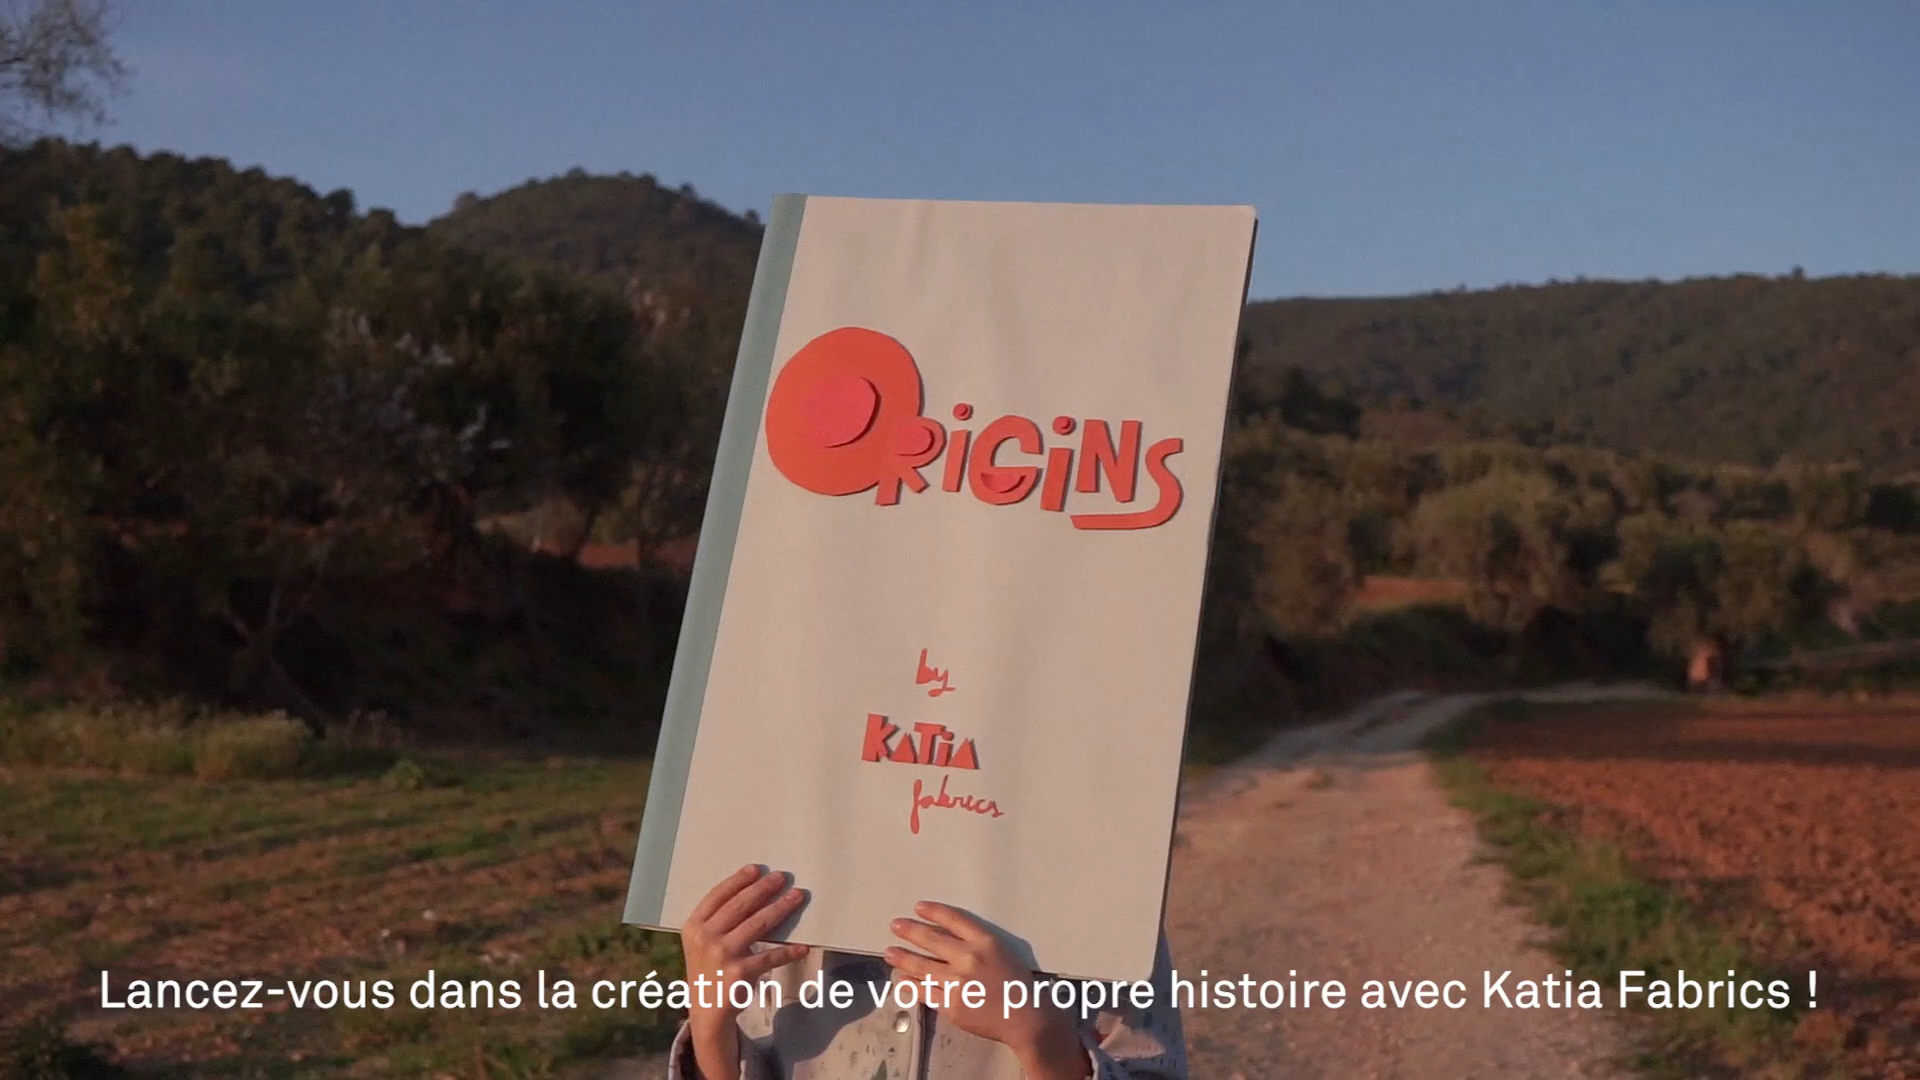 ORiGiNS
by
KATiA
fabrics
Lancez-vous dans la création de votre propre histoire avec Katia Fabrics !